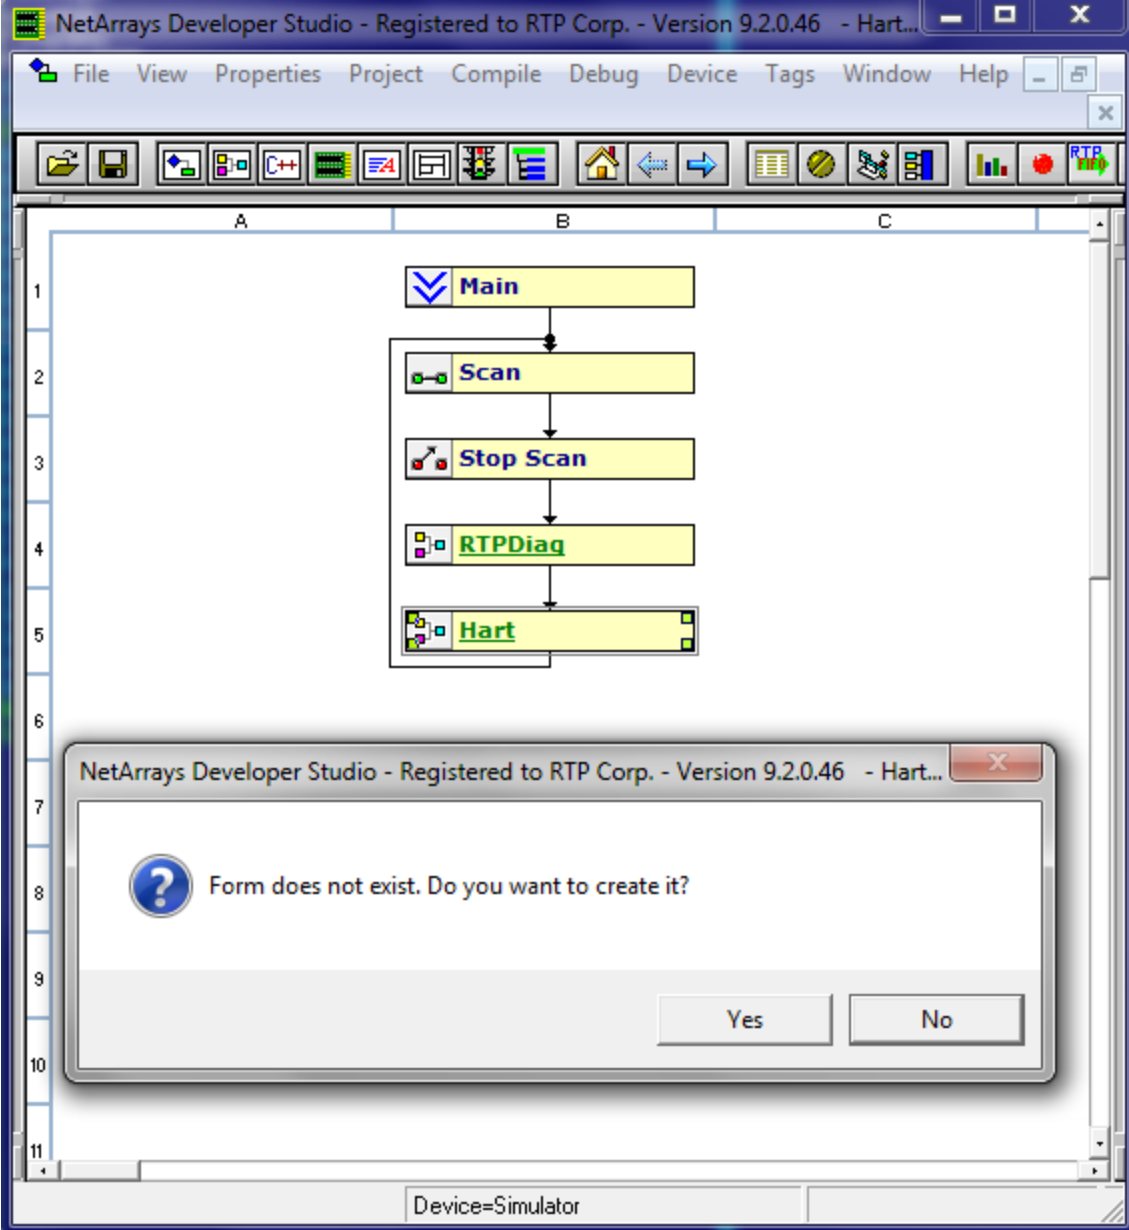 NetArrays Developer Studio - Registered to RTP Corp. - Version 9.2.0.46 - Hart...
File View Properties Project Compile Debug Device Tags Window Help
C++
RTP
FIF
A B C
1
Main
2
Scan
3
Stop Scan
4
RTPDiag
5
Hart
6
NetArrays Developer Studio - Registered to RTP Corp. - Version 9.2.0.46 - Hart...
7
8
Form does not exist. Do you want to create it?
9
Yes No
10
11
Device=Simulator